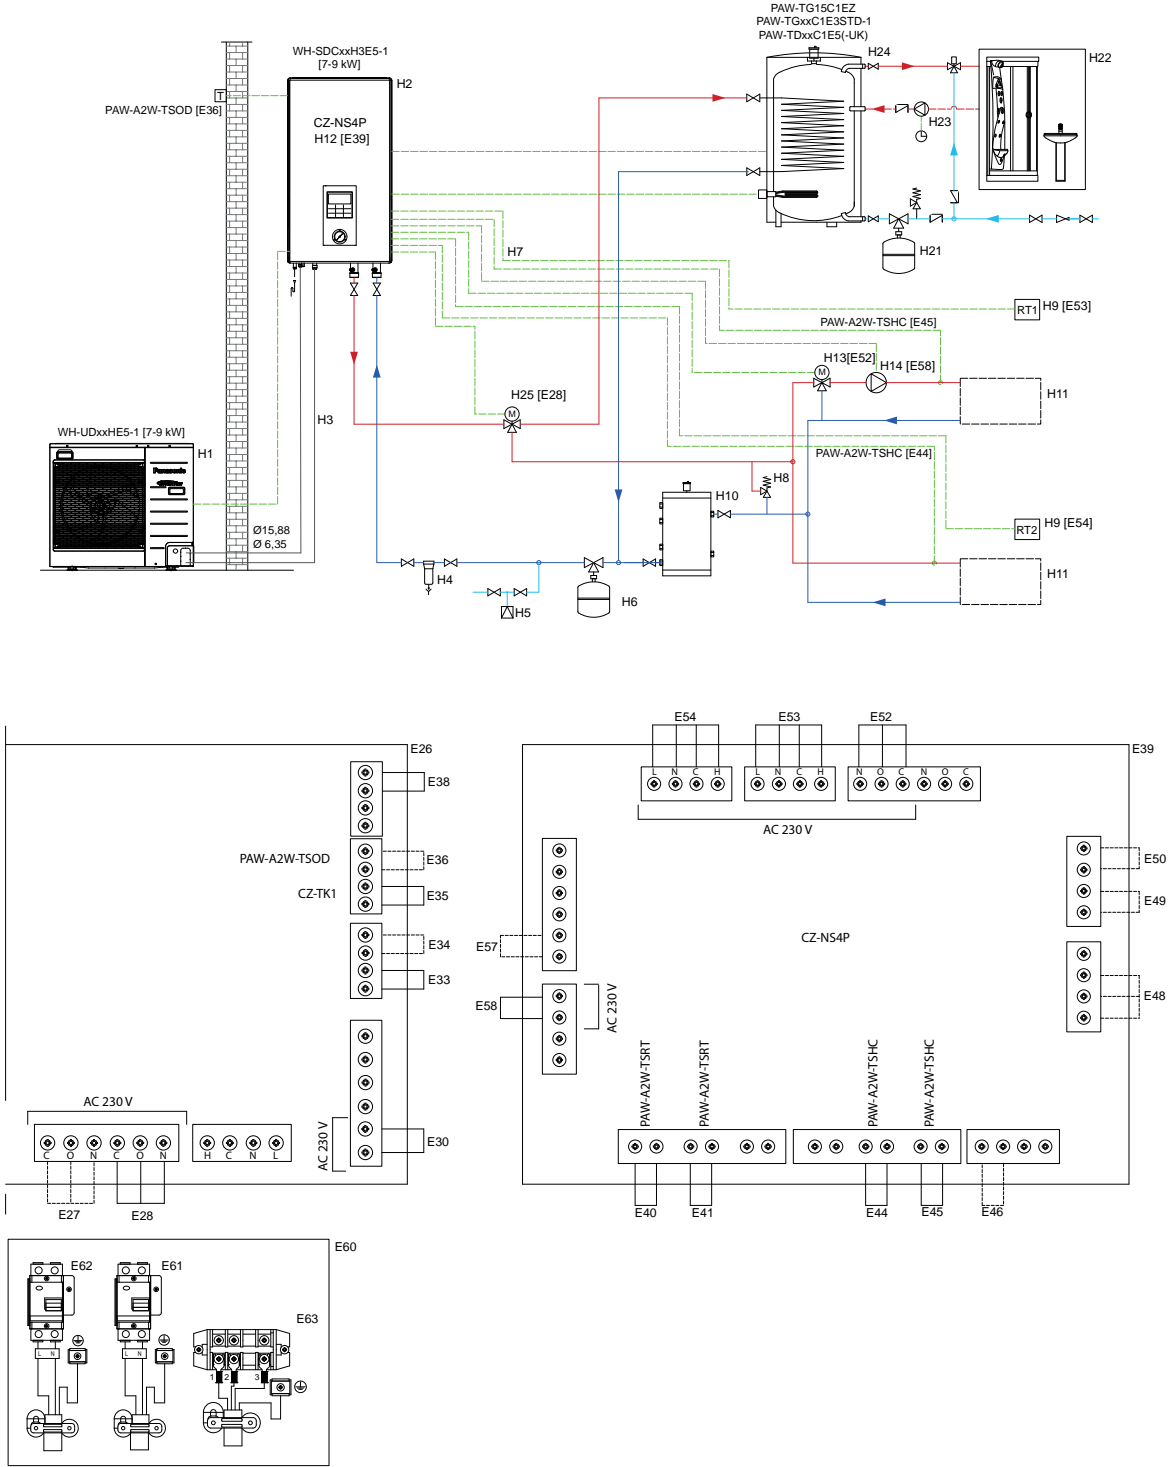 PAW-TG15C1EZ
PAW-TGxxC1E3STD-1
PAW-TDxxC1E5(-UK)
WH-SDCxxH3E5-1
[7-9 kW]
H24
H22
H2
T
PAW-A2W-TSOD [E36]
CZ-NS4P
H12 [E39]
H23
H7
H21
RT1
H9 [E53]
PAW-A2W-TSHC [E45]
H13[E52]
M
H14 [E58]
H25 [E28]
M
H11
H3
WH-UDxxHE5-1 [7-9 kW]
H1
Panasonic
PAW-A2W-TSHC [E44]
H8
H10
Ø15,88
Ø 6,35
RT2
H9 [E54]
H4
H11
H5
H6
E54
E53
E52
E26
E39
L N C H
L N C H
N O C N O C
AC 230 V
E38
PAW-A2W-TSOD
E36
CZ-TK1
E35
E50
E49
E34
E33
E57
CZ-NS4P
E58
AC 230 V
E48
PAW-A2W-TSRT
PAW-A2W-TSRT
PAW-A2W-TSHC
PAW-A2W-TSHC
AC 230 V
AC 230 V
E30
C O N C O N
H C N L
E27
E28
E40
E41
E44
E45
E46
E60
E62
E61
E63
L N
L N
1 2 3